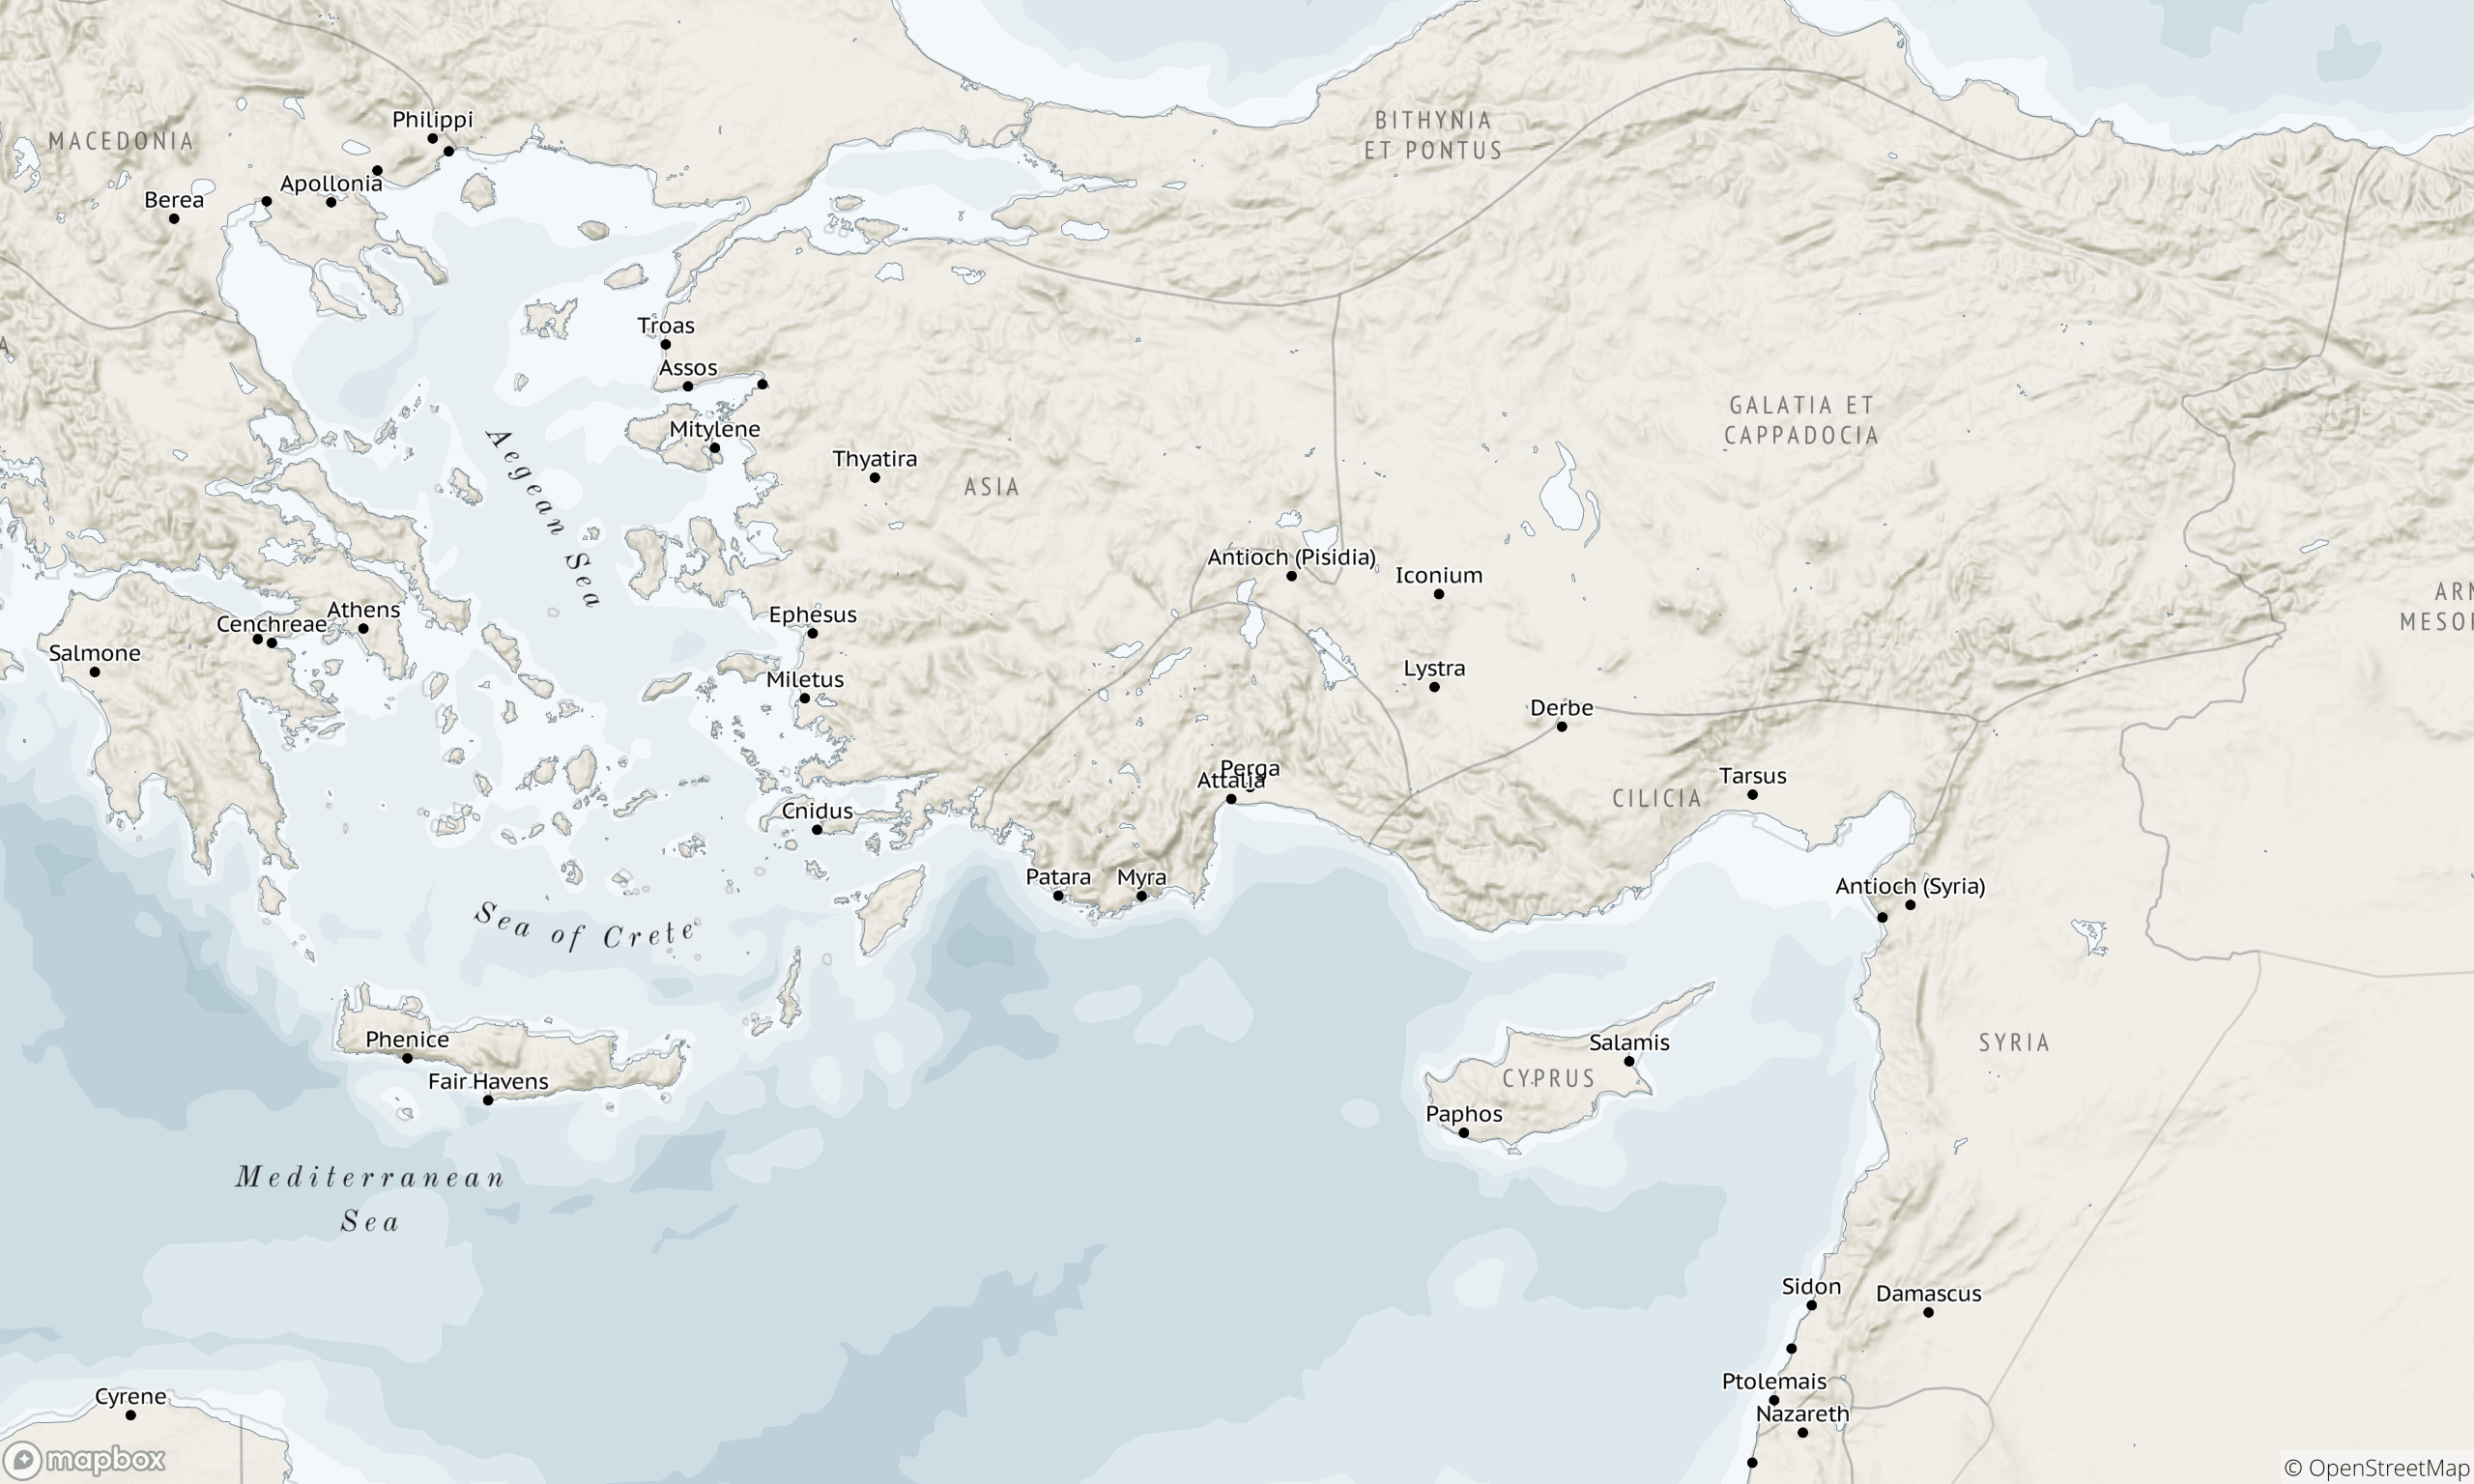 BITHYNIA
ET PONTUS
Philippi
MACEDONIA
Apollonia
Berea
Troas
A
Assos
GALATIA ET
CAPPADOCIA
Mitylene
Aegean Sea
Thyatira
ASIA
Antioch (Pisidia)
Iconium
ARM
MESOP
Athens
Ephesus
Cenchreae
Salmone
Lystra
Miletus
Derbe
Perga
Attalia
Tarsus
CILICIA
Cnidus
Patara
Myra
Antioch (Syria)
Sea of Crete
Phenice
Salamis
SYRIA
Fair Havens
CYPRUS
Paphos
Mediterranean
Sea
Sidon
Damascus
Ptolemais
Cyrene
Nazareth
mapbox
© OpenStreetMap